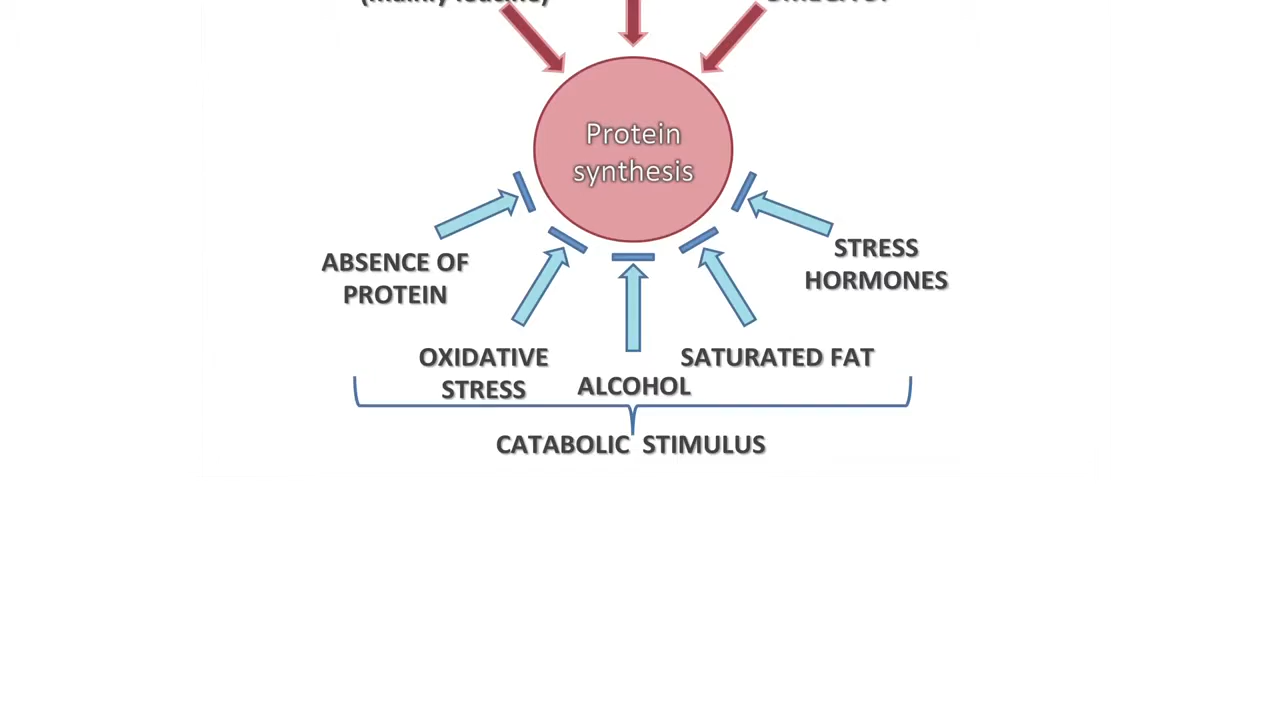 Protein
synthesis
ABSENCE OF
PROTEIN
STRESS
HORMONES
OXIDATIVE
STRESS
ALCOHOL
SATURATED FAT
CATABOLIC STIMULUS